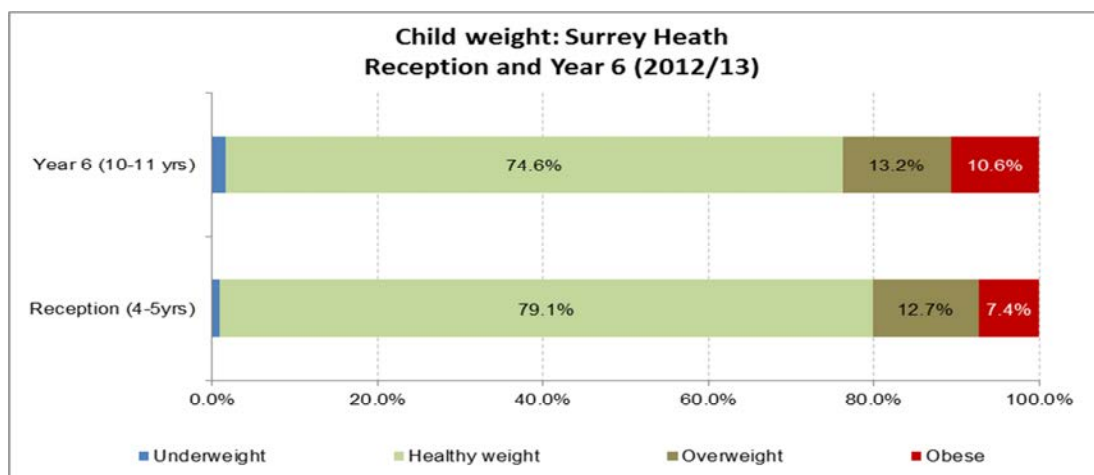 Child weight: Surrey Heath
Reception and Year 6 (2012/13)
Year 6 (10-11 yrs)
74.6%
13.2%
10.6%
Reception (4-5yrs)
79.1%
12.7%
7.4%
0.0%
20.0%
40.0%
60.0%
80.0%
100.0%
Underweight
Healthy weight
Overweight
Obese